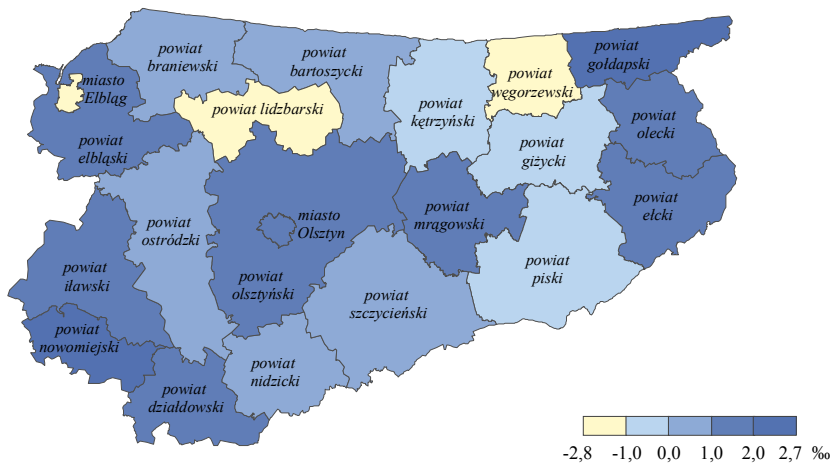 powiat
braniewski
powiat
bartoszycki
powiat
gołdapski
miasto
Elbląg
powiat lidzbarski
powiat
kętrzyński
powiat
węgorzewski
powiat
olecki
powiat
elbląski
powiat
giżycki
powiat
ostródzki
miasto
Olsztyn
powiat
mrągowski
powiat
ełcki
powiat
iławski
powiat
olsztyński
powiat
szczycieński
powiat
piski
powiat
nowomiejski
powiat
nidzicki
powiat
działdowski
-2,8 -1,0 0,0 1,0 2,0 2,7 ‰